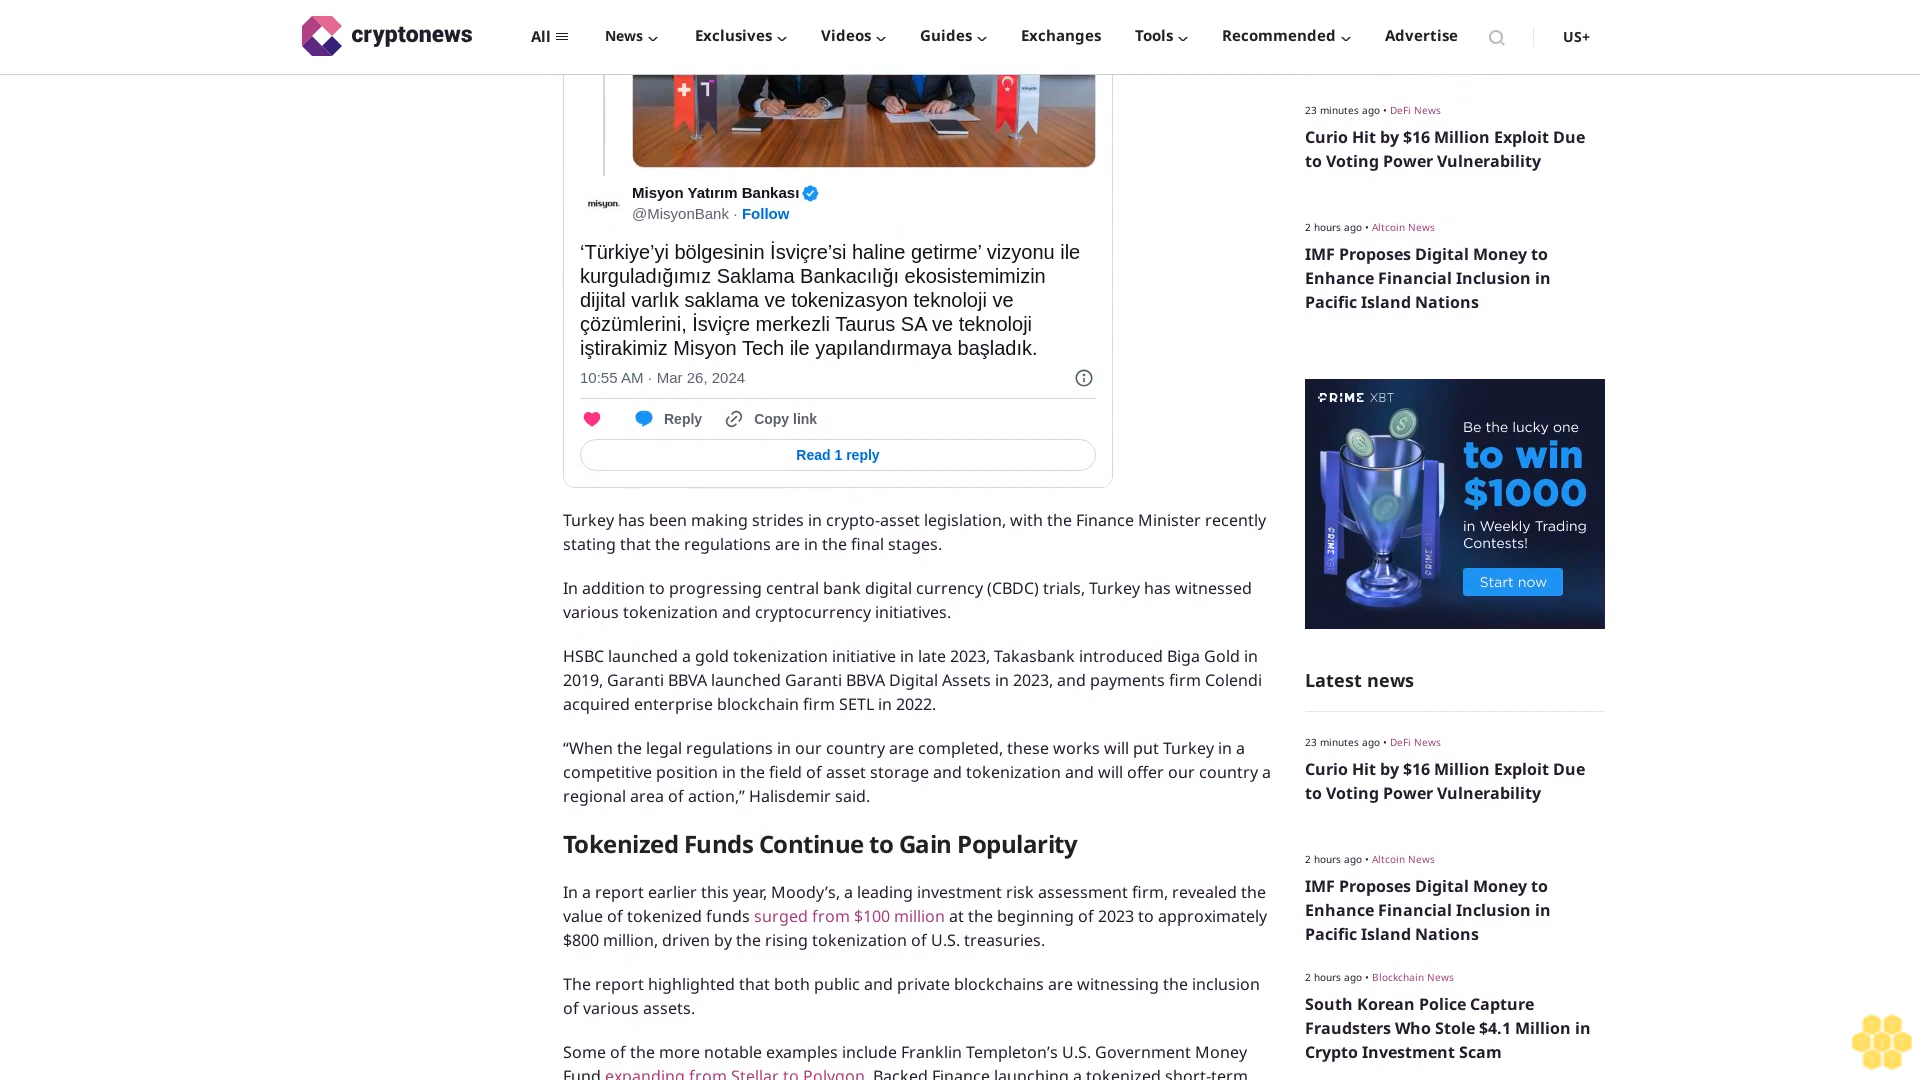 cryptonews
All
News
Exclusives
Videos
Guides
Exchanges
Tools
Recommended
Advertise
US+
misyon.
Misyon Yatırım Bankası
@MisyonBank · Follow
‘Türkiye’yi bölgesinin İsviçre’si haline getirme’ vizyonu ile
kurguladığımız Saklama Bankacılığı ekosistemimizin
dijital varlık saklama ve tokenizasyon teknoloji ve
çözümlerini, İsviçre merkezli Taurus SA ve teknoloji
iştirakimiz Misyon Tech ile yapılandırmaya başladık.
10:55 AM · Mar 26, 2024
Reply
Copy link
Read 1 reply
Turkey has been making strides in crypto-asset legislation, with the Finance Minister recently
stating that the regulations are in the final stages.
In addition to progressing central bank digital currency (CBDC) trials, Turkey has witnessed
various tokenization and cryptocurrency initiatives.
HSBC launched a gold tokenization initiative in late 2023, Takasbank introduced Biga Gold in
2019, Garanti BBVA launched Garanti BBVA Digital Assets in 2023, and payments firm Colendi
acquired enterprise blockchain firm SETL in 2022.
“When the legal regulations in our country are completed, these works will put Turkey in a
competitive position in the field of asset storage and tokenization and will offer our country a
regional area of action,” Halisdemir said.
Tokenized Funds Continue to Gain Popularity
In a report earlier this year, Moody’s, a leading investment risk assessment firm, revealed the
value of tokenized funds surged from $100 million at the beginning of 2023 to approximately
$800 million, driven by the rising tokenization of U.S. treasuries.
The report highlighted that both public and private blockchains are witnessing the inclusion
of various assets.
Some of the more notable examples include Franklin Templeton’s U.S. Government Money
Fund expanding from Stellar to Polygon, Backed Finance launching a tokenized short-term
23 minutes ago • DeFi News
Curio Hit by $16 Million Exploit Due
to Voting Power Vulnerability
2 hours ago • Altcoin News
IMF Proposes Digital Money to
Enhance Financial Inclusion in
Pacific Island Nations
PRIME XBT
Be the lucky one
to win
$1000
in Weekly Trading
Contests!
Start now
Latest news
23 minutes ago • DeFi News
Curio Hit by $16 Million Exploit Due
to Voting Power Vulnerability
2 hours ago • Altcoin News
IMF Proposes Digital Money to
Enhance Financial Inclusion in
Pacific Island Nations
2 hours ago • Blockchain News
South Korean Police Capture
Fraudsters Who Stole $4.1 Million in
Crypto Investment Scam